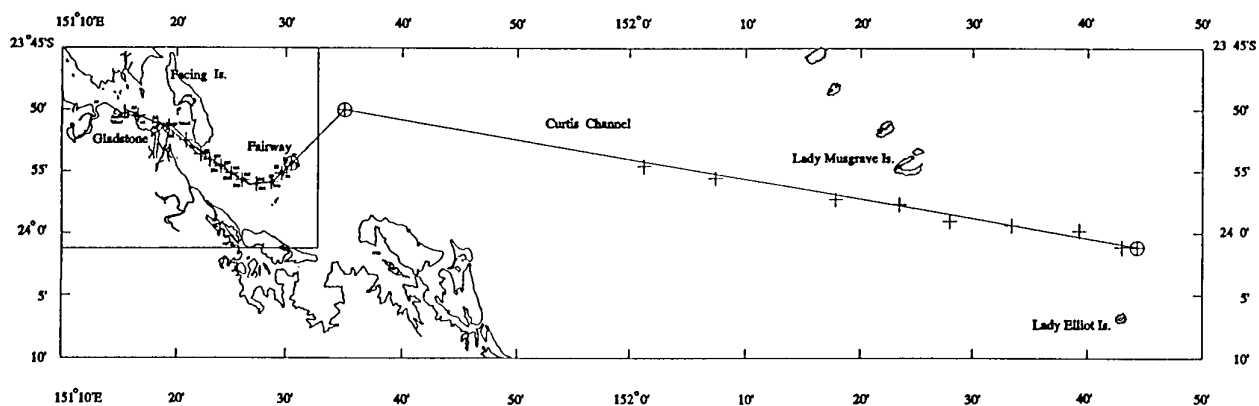 151°10'E 20' 30' 40' 50' 152°0' 10' 20' 30' 40' 50'
23°45'S 23 45'S
Facing Is.
50' 50'
Gladstone
Fairway
Curtis Channel
Lady Musgrave Is.
55' 55'
24°0' 24 0'
5' 5'
Lady Elliot Is.
10' 10'
151°10'E 20' 30' 40' 50' 152°0' 10' 20' 30' 40' 50'